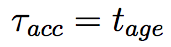 τ_acc = t_age